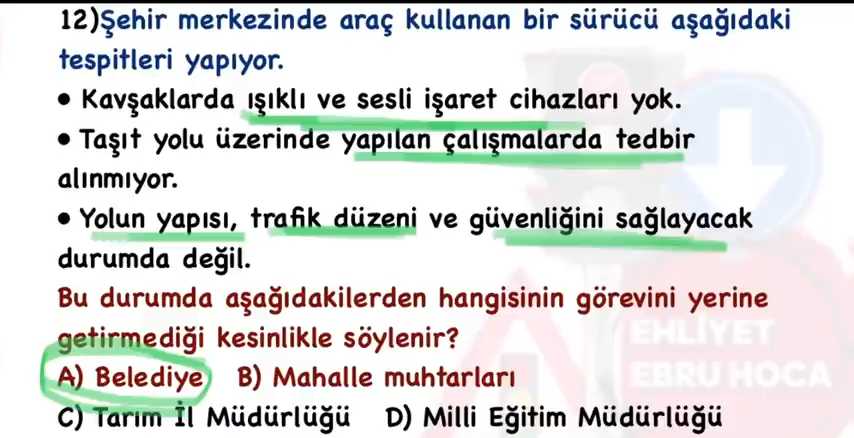 12)Şehir merkezinde araç kullanan bir sürücü aşağıdaki
tespitleri yapıyor.
• Kavşaklarda ışıklı ve sesli işaret cihazları yok.
• Taşıt yolu üzerinde yapılan çalışmalarda tedbir
alınmıyor.
• Yolun yapısı, trafik düzeni ve güvenliğini sağlayacak
durumda değil.
Bu durumda aşağıdakilerden hangisinin görevini yerine
getirmediği kesinlikle söylenir?
EHLİYET
A) Belediye B) Mahalle muhtarları
EBRU HOCA
C) Tarım İl Müdürlüğü D) Milli Eğitim Müdürlüğü